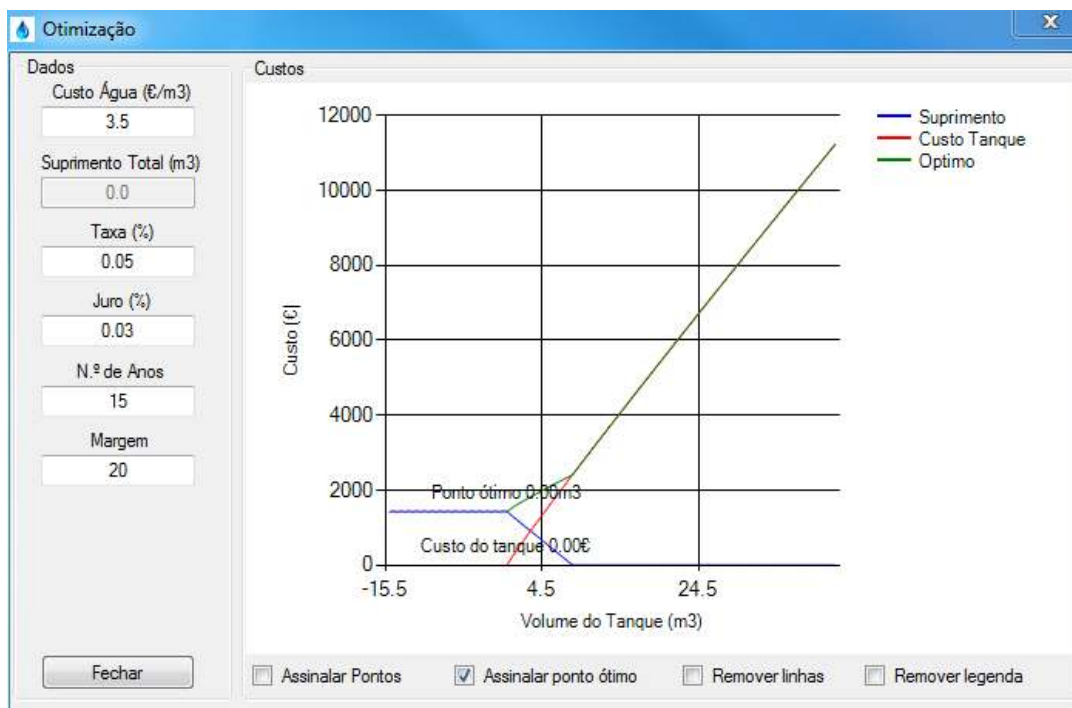 Otimização
Dados
Custo Água (€/m3)
3.5
Suprimento Total (m3)
0.0
Taxa (%)
0.05
Juro (%)
0.03
N.º de Anos
15
Margem
20
Fechar
Custos
12000
10000
8000
6000
4000
2000
0
Custo (€)
Ponto ótimo 0.00m3
Custo do tanque 0.00€
-15.5
4.5
24.5
Volume do Tanque (m3)
Suprimento
Custo Tanque
Optimo
Assinalar Pontos
Assinalar ponto ótimo
Remover linhas
Remover legenda